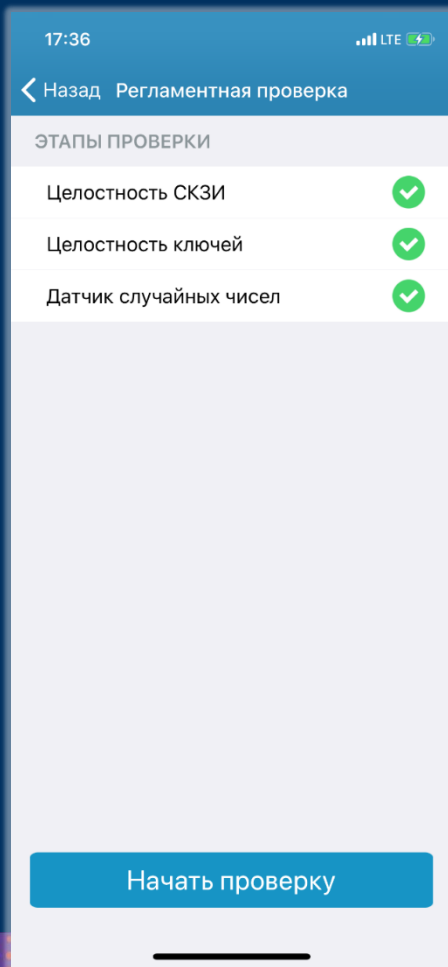 17:36
LTE
Назад Регламентная проверка
ЭТАПЫ ПРОВЕРКИ
Целостность СКЗИ
Целостность ключей
Датчик случайных чисел
Начать проверку